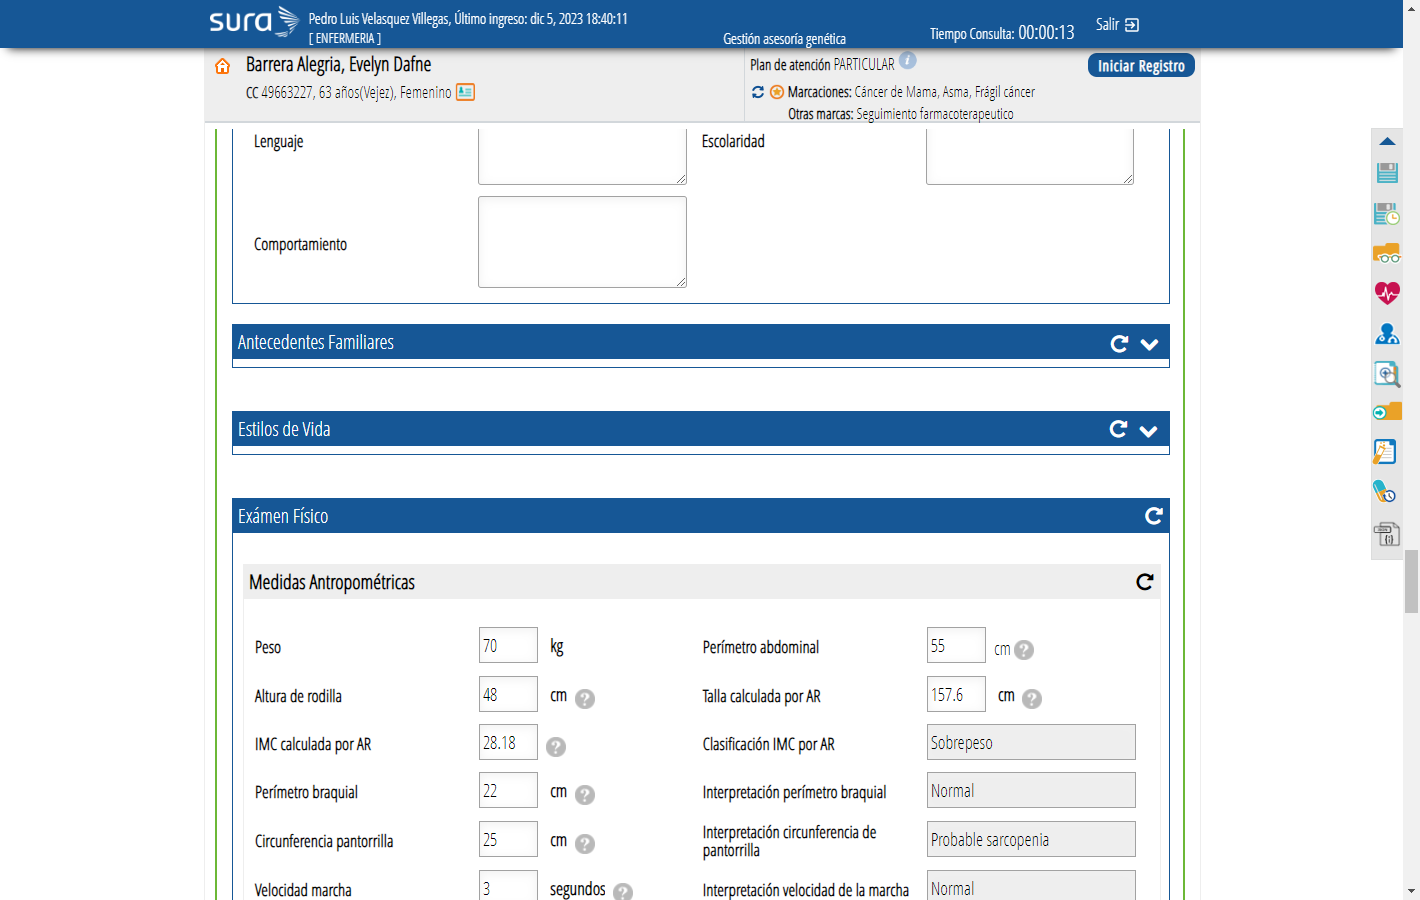 sura
Pedro Luis Velasquez Villegas, Último ingreso: dic 5, 2023 18:40:11
[ ENFERMERIA ]
Gestión asesoría genética
Tiempo Consulta: 00:00:13
Salir
Barrera Alegria, Evelyn Dafne
CC 49663227, 63 años(Vejez), Femenino
Plan de atención PARTICULAR
Iniciar Registro
Marcaciones: Cáncer de Mama, Asma, Frágil cáncer
Otras marcas: Seguimiento farmacoterapeutico
Lenguaje
Escolaridad
Comportamiento
Antecedentes Familiares
Estilos de Vida
Exámen Físico
Medidas Antropométricas
Peso 70 kg
Perímetro abdominal 55 cm
Altura de rodilla 48 cm
Talla calculada por AR 157.6 cm
IMC calculada por AR 28.18
Clasificación IMC por AR Sobrepeso
Perímetro braquial 22 cm
Interpretación perímetro braquial Normal
Circunferencia pantorrilla 25 cm
Interpretación circunferencia de
pantorrilla Probable sarcopenia
Velocidad marcha 3 segundos
Interpretación velocidad de la marcha Normal